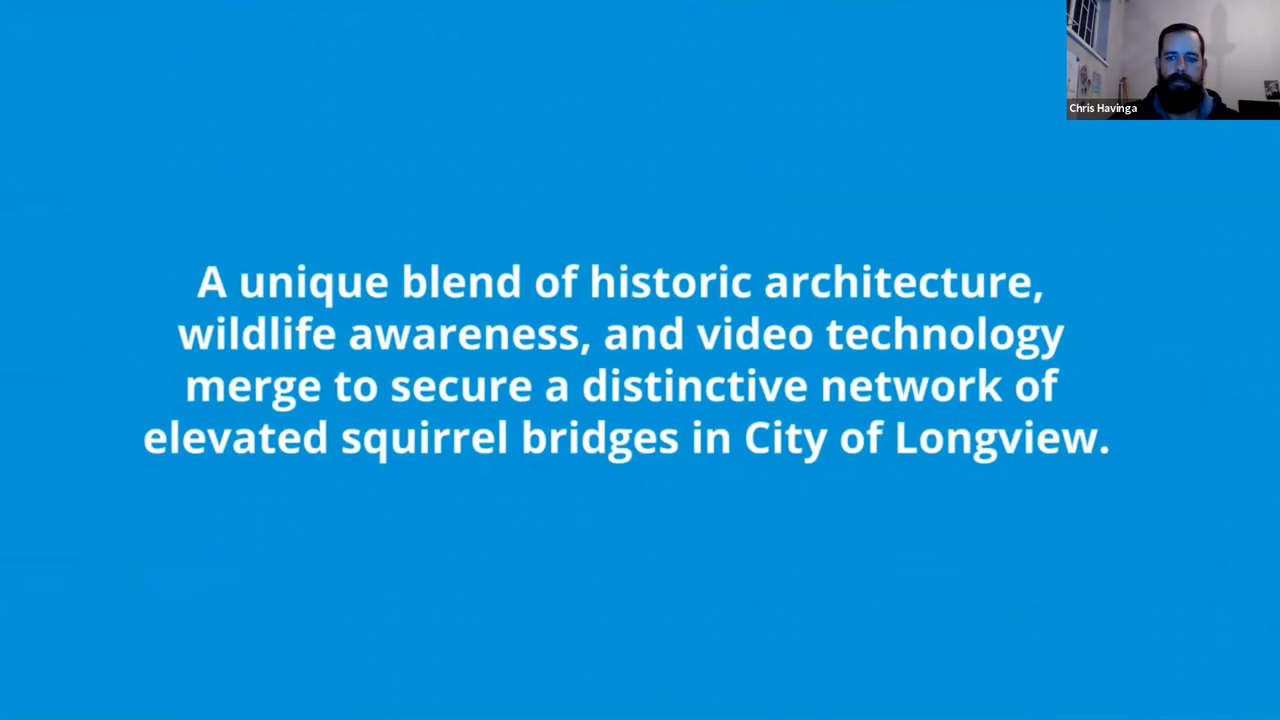 Chris Havinga
A unique blend of historic architecture,
wildlife awareness, and video technology
merge to secure a distinctive network of
elevated squirrel bridges in City of Longview.